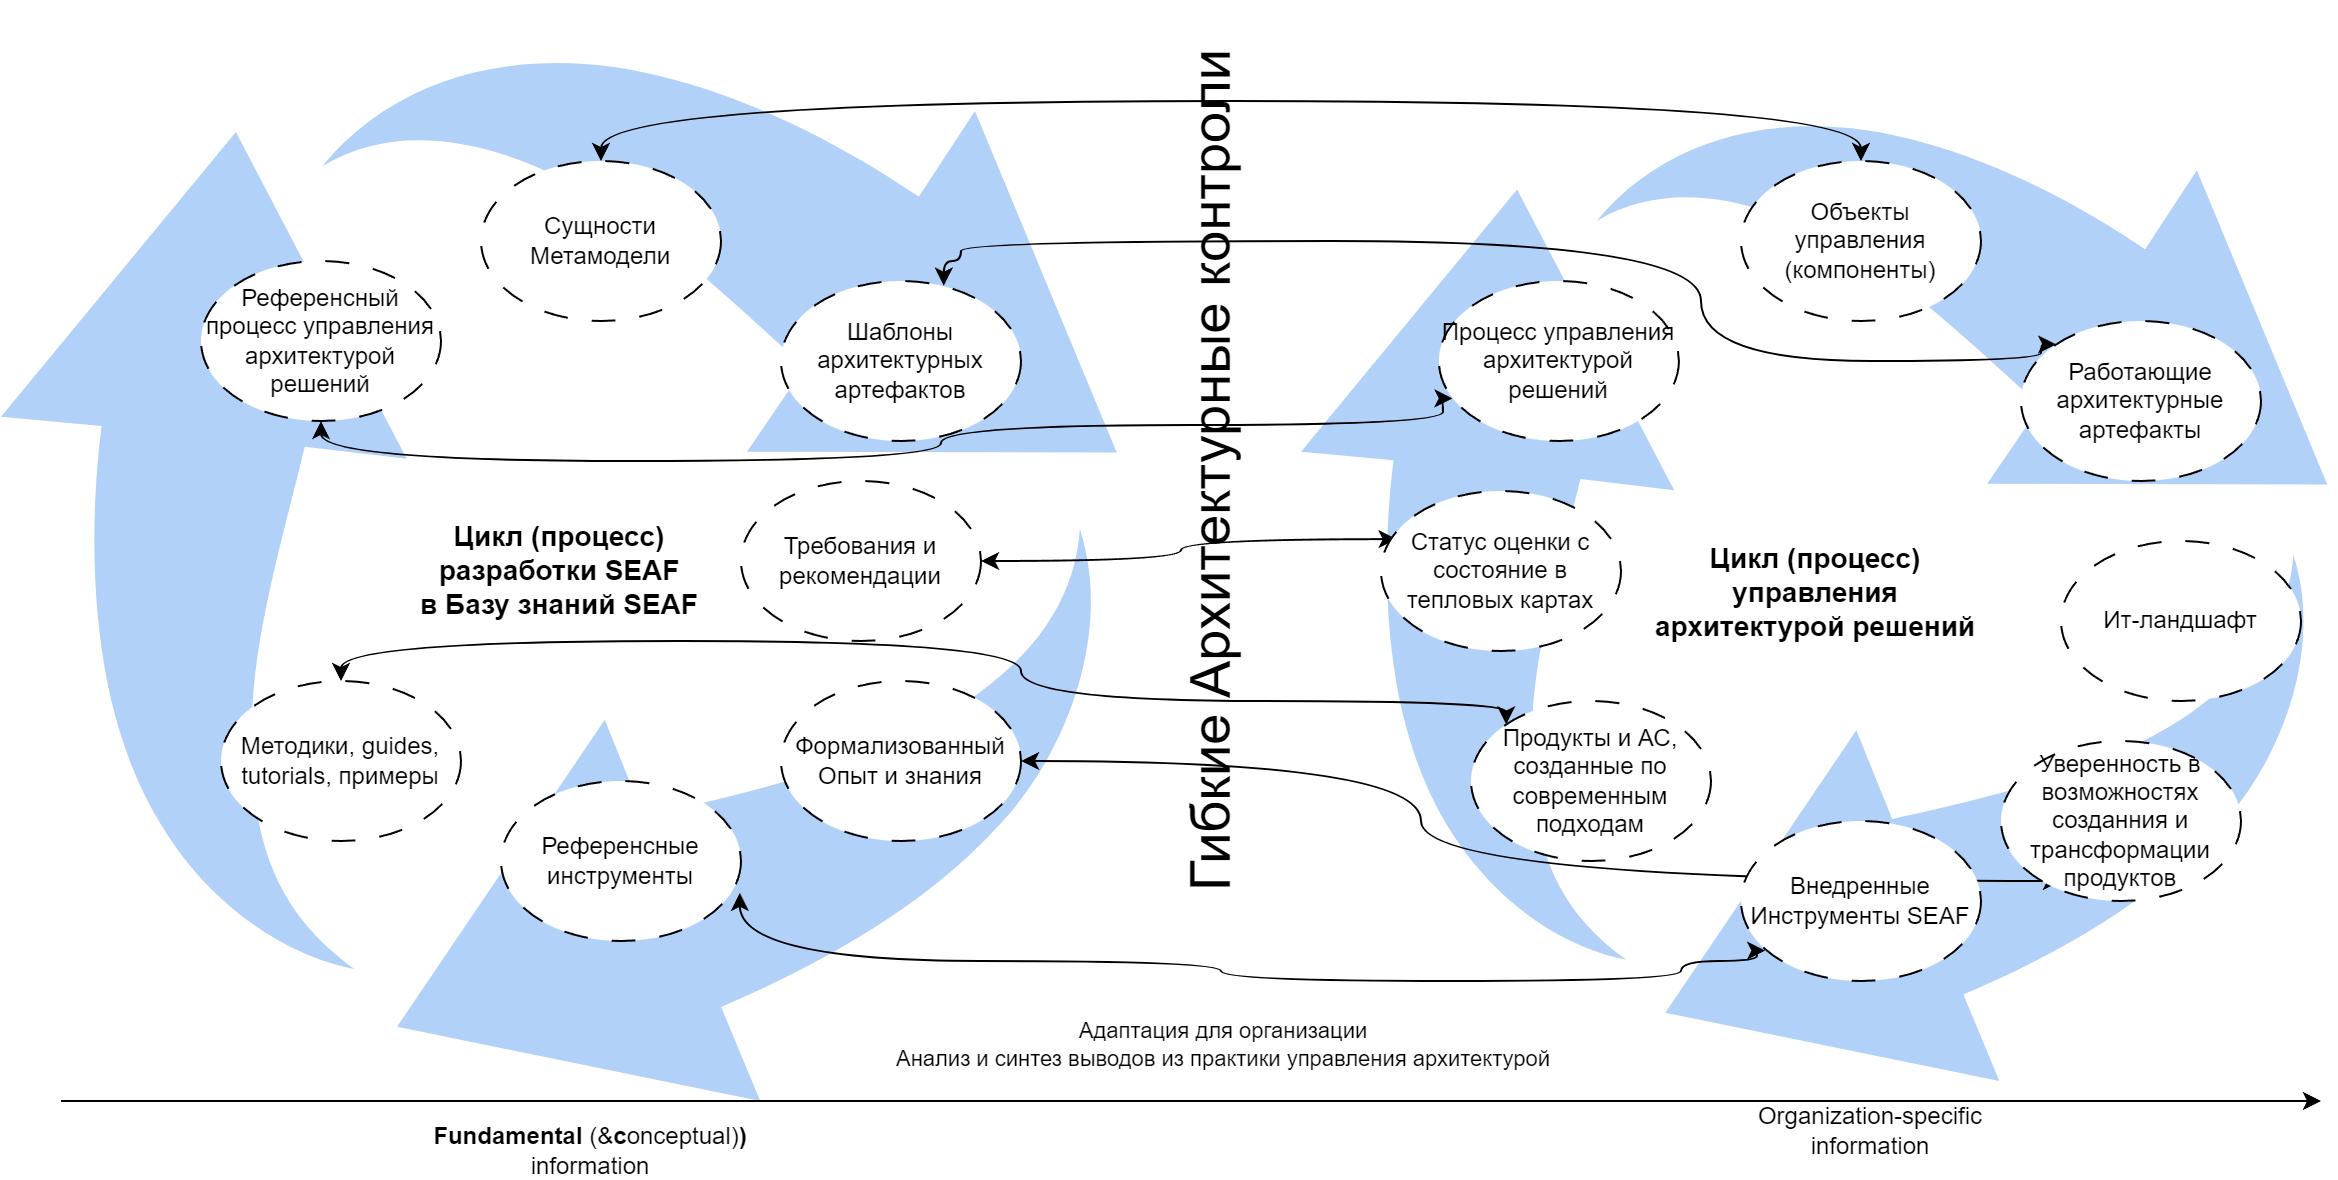 Гибкие Архитектурные контроли
Сущности
Метамодели
Референсный
процесс управления
архитектурой
решений
Шаблоны
архитектурных
артефактов
Цикл (процесс)
разработки SEAF
в Базу знаний SEAF
Требования и
рекомендации
Методики, guides,
tutorials, примеры
Формализованный
Опыт и знания
Референсные
инструменты
Объекты
управления
(компоненты)
Процесс управления
архитектурой
решений
Работающие
архитектурные
артефакты
Статус оценки с
состояние в
тепловых картах
Цикл (процесс)
управления
архитектурой решений
Ит-ландшафт
Продукты и АС,
созданные по
современным
подходам
Уверенность в
возможностях
созданния и
трансформации
продуктов
Внедренные
Инструменты SEAF
Адаптация для организации
Анализ и синтез выводов из практики управления архитектурой
Fundamental (&conceptual))
information
Organization-specific
information